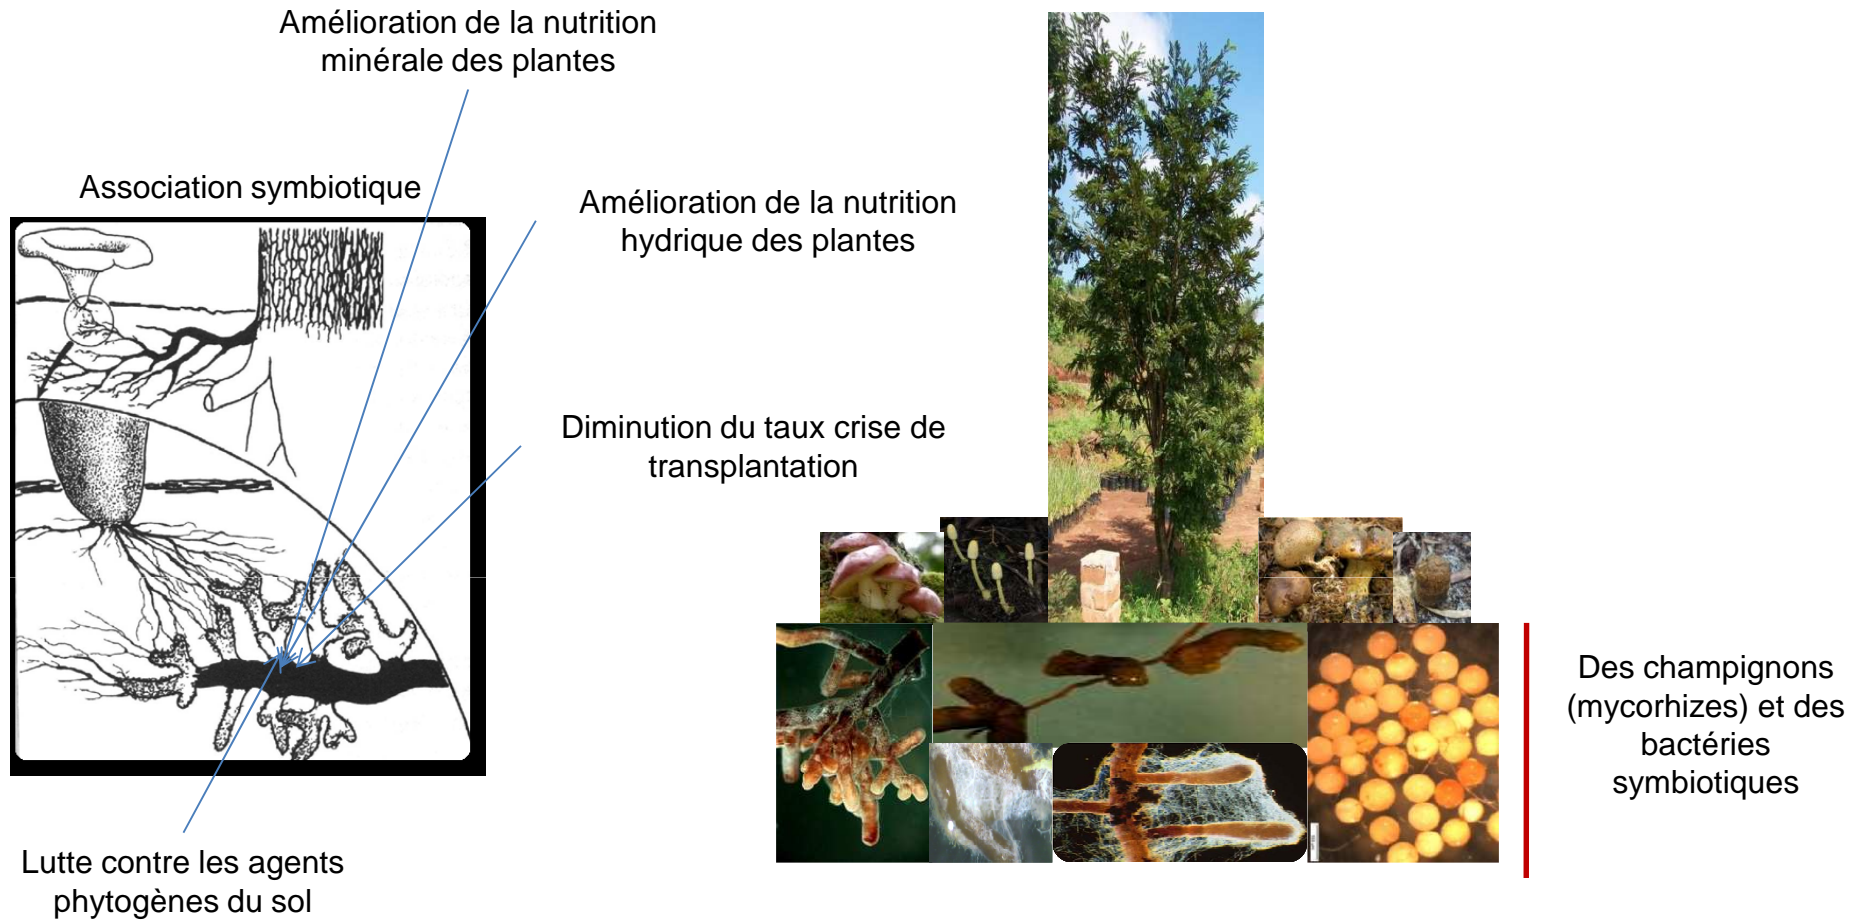 Amélioration de la nutrition
minérale des plantes
Association symbiotique
Amélioration de la nutrition
hydrique des plantes
Diminution du taux crise de
transplantation
Des champignons
(mycorhizes) et des
bactéries
symbiotiques
Lutte contre les agents
phytogènes du sol